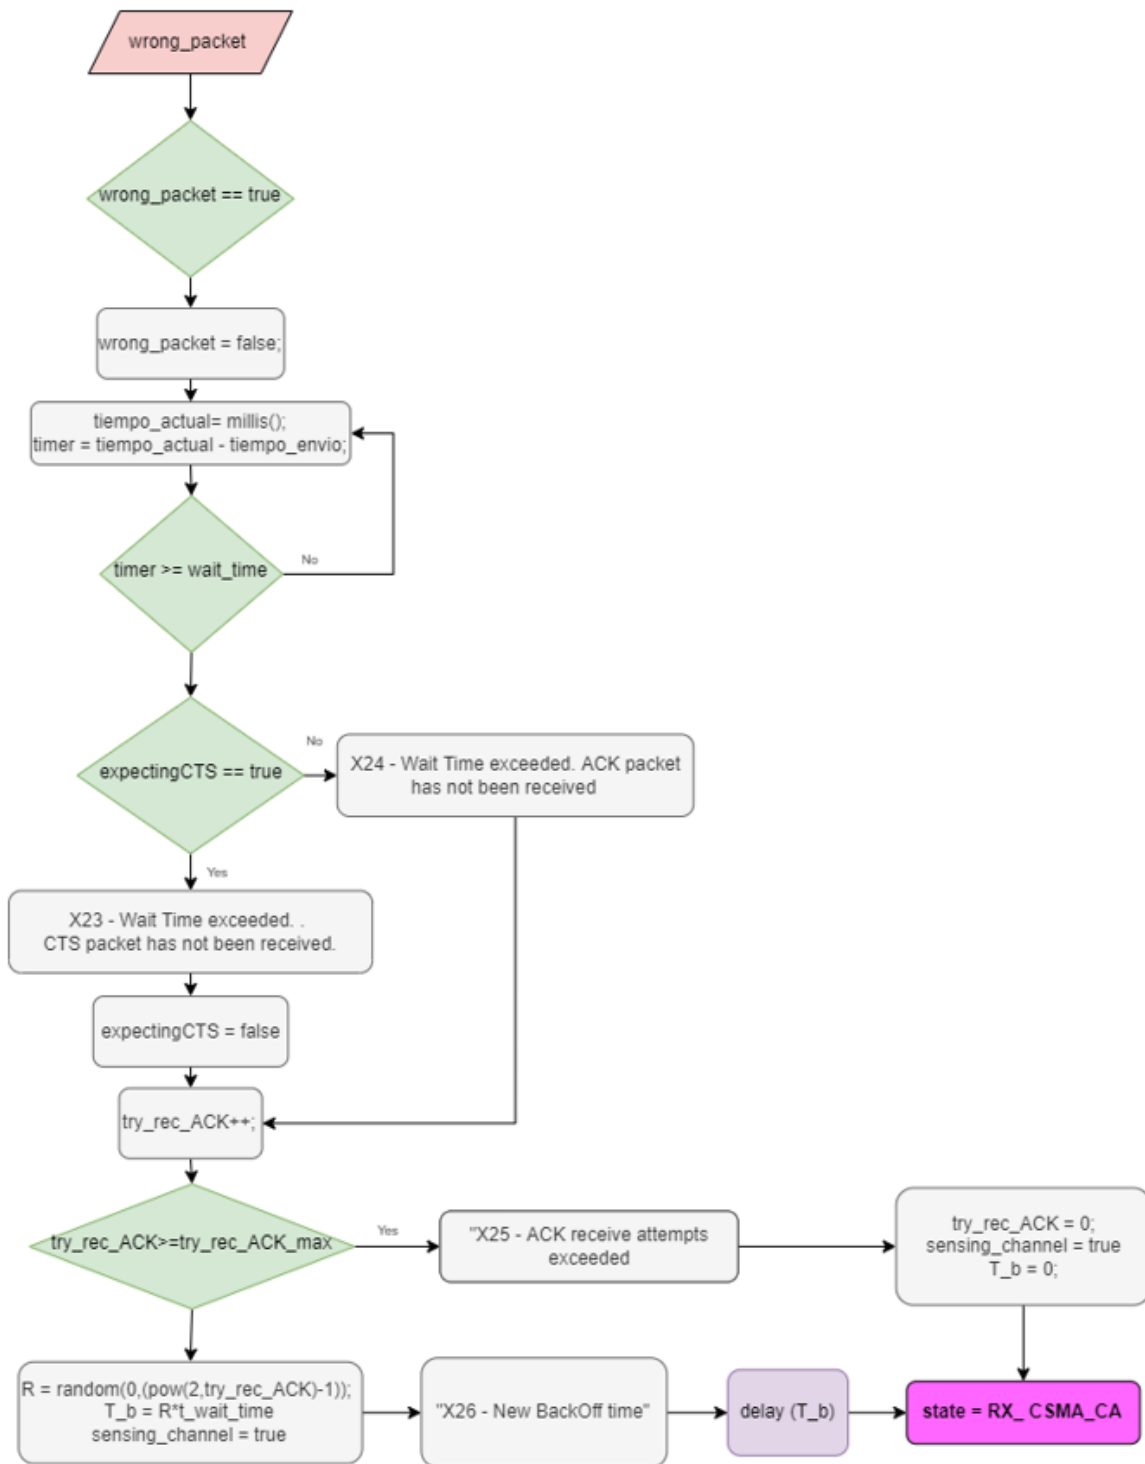 wrong_packet
wrong_packet == true
wrong_packet = false;
tiempo_actual= millis();
timer = tiempo_actual - tiempo_envio;
timer >= wait_time
No
expectingCTS == true
No
X24 - Wait Time exceeded. ACK packet
has not been received
Yes
X23 - Wait Time exceeded. .
CTS packet has not been received.
expectingCTS = false
try_rec_ACK++;
try_rec_ACK>=try_rec_ACK_max
Yes
"X25 - ACK receive attempts
exceeded
try_rec_ACK = 0;
sensing_channel = true
T_b = 0;
R = random(0,(pow(2,try_rec_ACK)-1));
T_b = R*t_wait_time
sensing_channel = true
"X26 - New BackOff time"
delay (T_b)
state = RX_ CSMA_CA